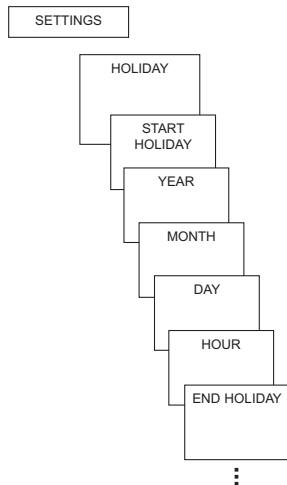 SETTINGS
HOLIDAY
START
HOLIDAY
YEAR
MONTH
DAY
HOUR
END HOLIDAY